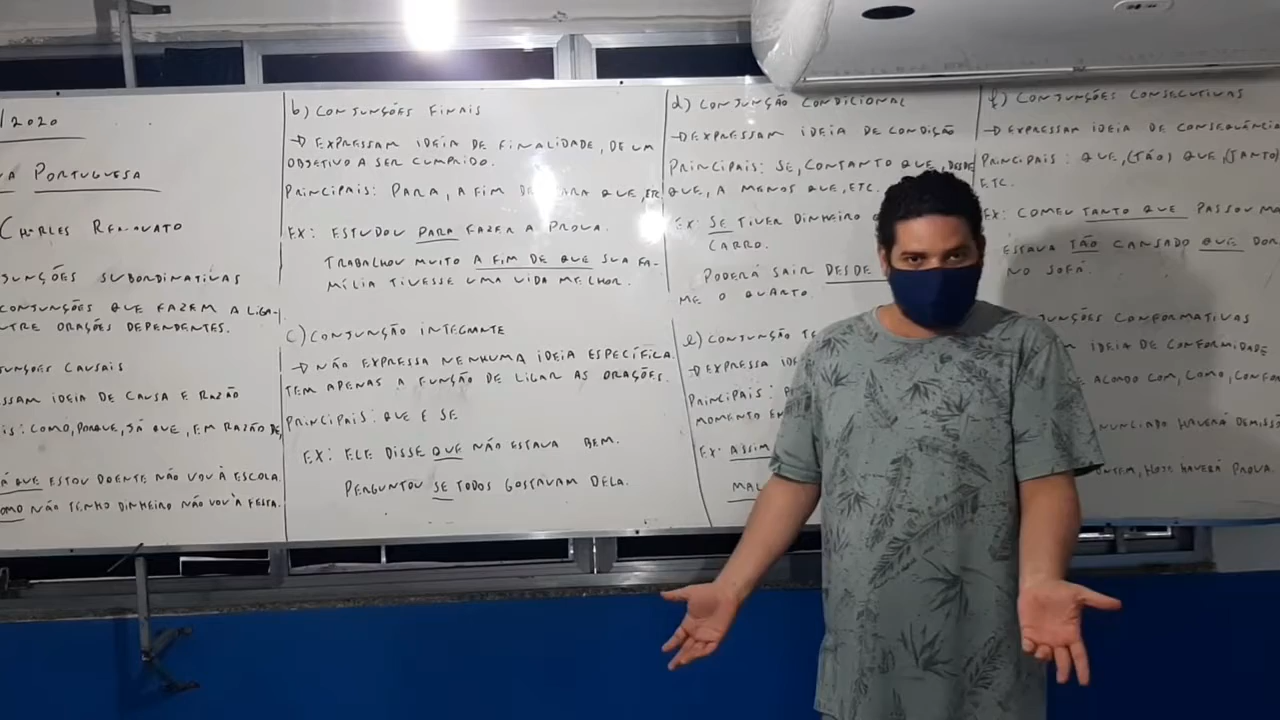 /2020
PORTUGUESA
CHARLES RENOVATO
SUBORDINATIVAS
CONJUNÇÕES QUE FAZEM A LIGA-
ORAÇÕES DEPENDENTES.
CAUSAIS
IDEIA DE CAUSA E RAZÃO
COMO, PORQUE, JÁ QUE, EM RAZÃO DE,
JÁ QUE ESTOU DOENTE NÃO VOU À ESCOLA.
COMO NÃO TENHO DINHEIRO NÃO VOU À FESTA.
b) CONJUNÇÕES FINAIS
→ EXPRESSAM IDEIA DE FINALIDADE, DE UM
OBJETIVO A SER CUMPRIDO.
PRINCIPAIS: PARA, A FIM DE, PARA QUE, ETC
EX: ESTUDOU PARA FAZER A PROVA.
TRABALHOU MUITO A FIM DE QUE SUA FA-
MÍLIA TIVESSE UMA VIDA MELHOR.
c) CONJUNÇÃO INTEGRANTE
→ NÃO EXPRESSA NENHUMA IDEIA ESPECÍFICA.
TEM APENAS A FUNÇÃO DE LIGAR AS ORAÇÕES.
PRINCIPAIS: QUE E SE
EX: ELE DISSE QUE NÃO ESTAVA BEM.
PERGUNTOU SE TODOS GOSTAVAM DELA.
d) CONJUNÇÃO CONDICIONAL
→ EXPRESSAM IDEIA DE CONDIÇÃO
PRINCIPAIS: SE, CONTANTO QUE, DESDE
QUE, A MENOS QUE, ETC.
EX: SE TIVER DINHEIRO
CARRO.
PODERÁ SAIR DESDE
ME O QUARTO.
e) CONJUNÇÃO
→ EXPRESSA
PRINCIPAIS:
MOMENTO
EX: ASSIM
f) CONJUNÇÕES CONSECUTIVAS
→ EXPRESSAM IDEIA DE CONSEQUÊNCIA
PRINCIPAIS: QUE, (TÃO) QUE, (TANTO)
ETC.
EX: COMEU TANTO QUE PASSOU
ESTAVA TÃO CANSADO QUE
NO SOFÁ.
CONFORMATIVAS
IDEIA DE CONFORMIDADE
ACORDO COM, COMO,
HAVERÁ
ONTEM, HOJE HAVERÁ PROVA.